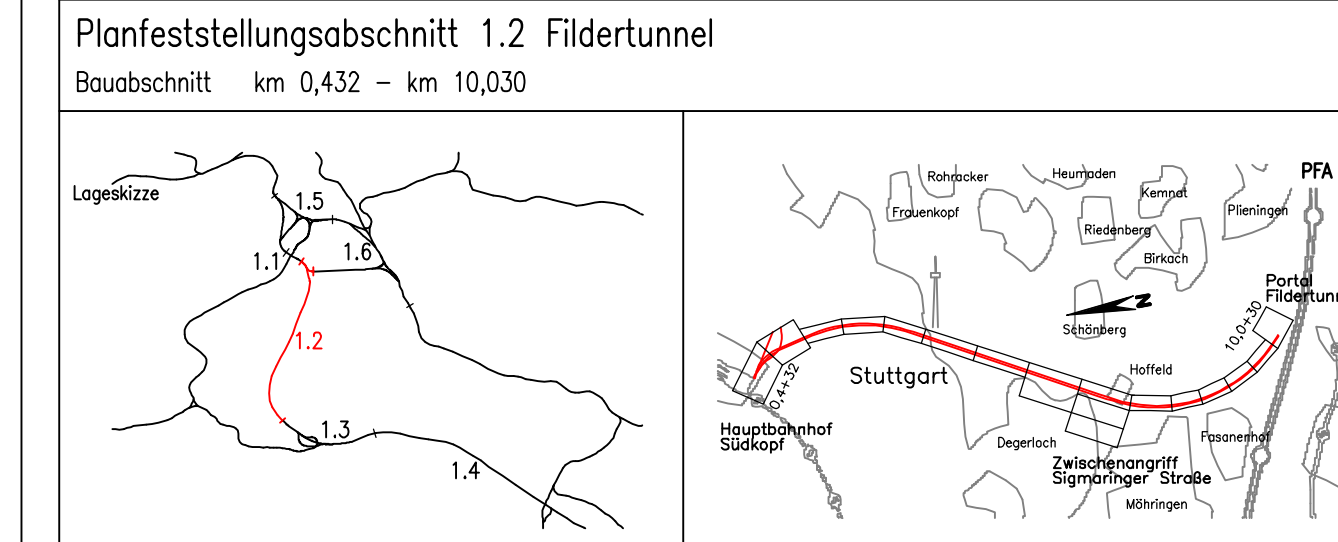 Planfeststellungsabschnitt 1.2 Fildertunnel
Bauabschnitt km 0,432 – km 10,030
Lageskizze
1.5
1.1
1.6
1.2
1.3
1.4
Rohracker
Heumaden
PFA
Kemnat
Frauenkopf
Plieningen
Riedenberg
Birkach
Portal
Fildertunn
10,0+30
N
Schönberg
Stuttgart
Hoffeld
0,4+32
Hauptbahnhof
Südkopf
Degerloch
Fasanenhof
Zwischenangriff
Sigmaringer Straße
Möhringen